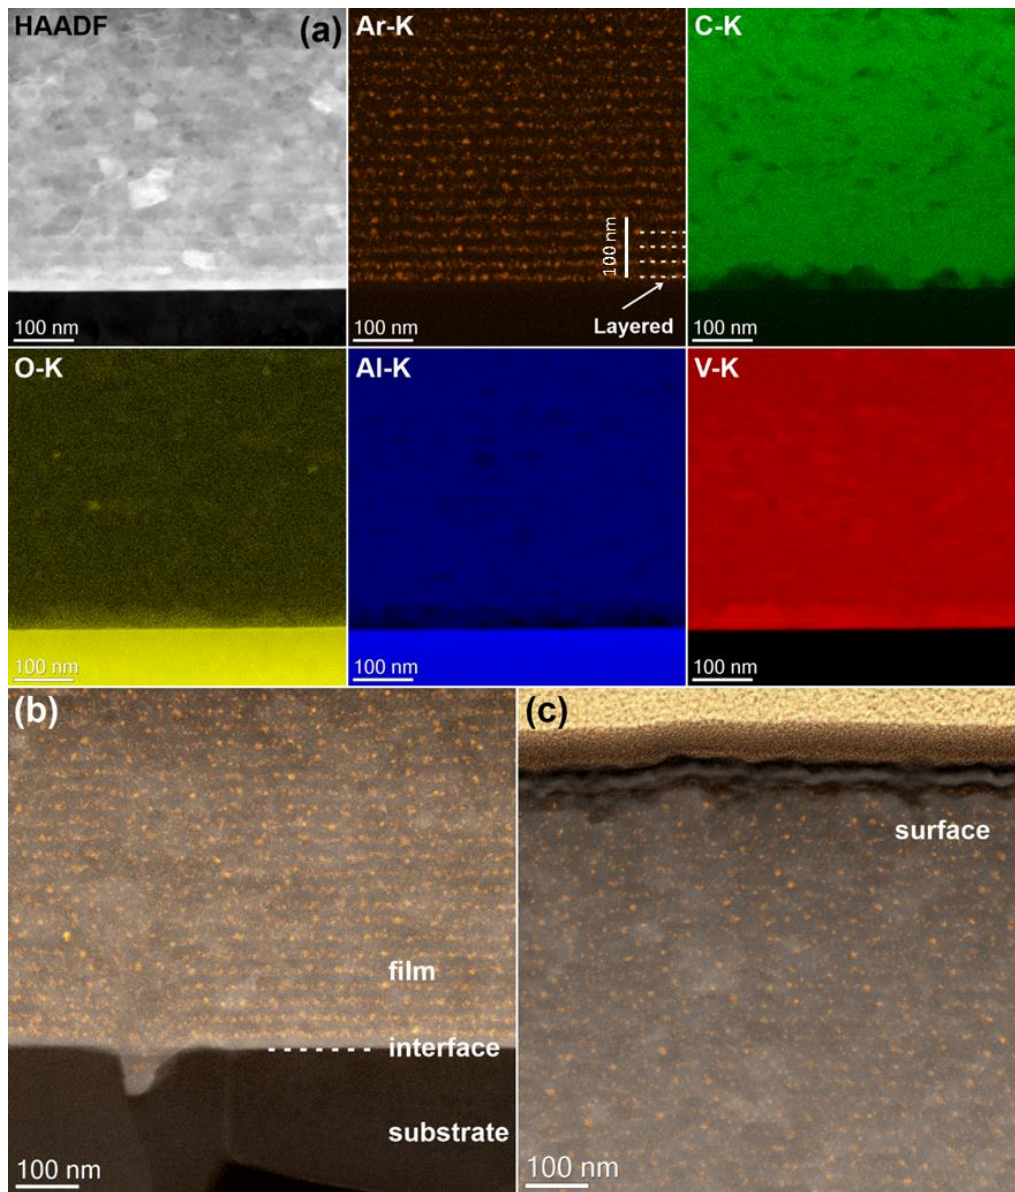 HAADF
(a)
Ar-K
C-K
100 nm
Layered
100 nm
100 nm
100 nm
O-K
Al-K
V-K
100 nm
100 nm
100 nm
(b)
film
interface
substrate
100 nm
(c)
surface
100 nm